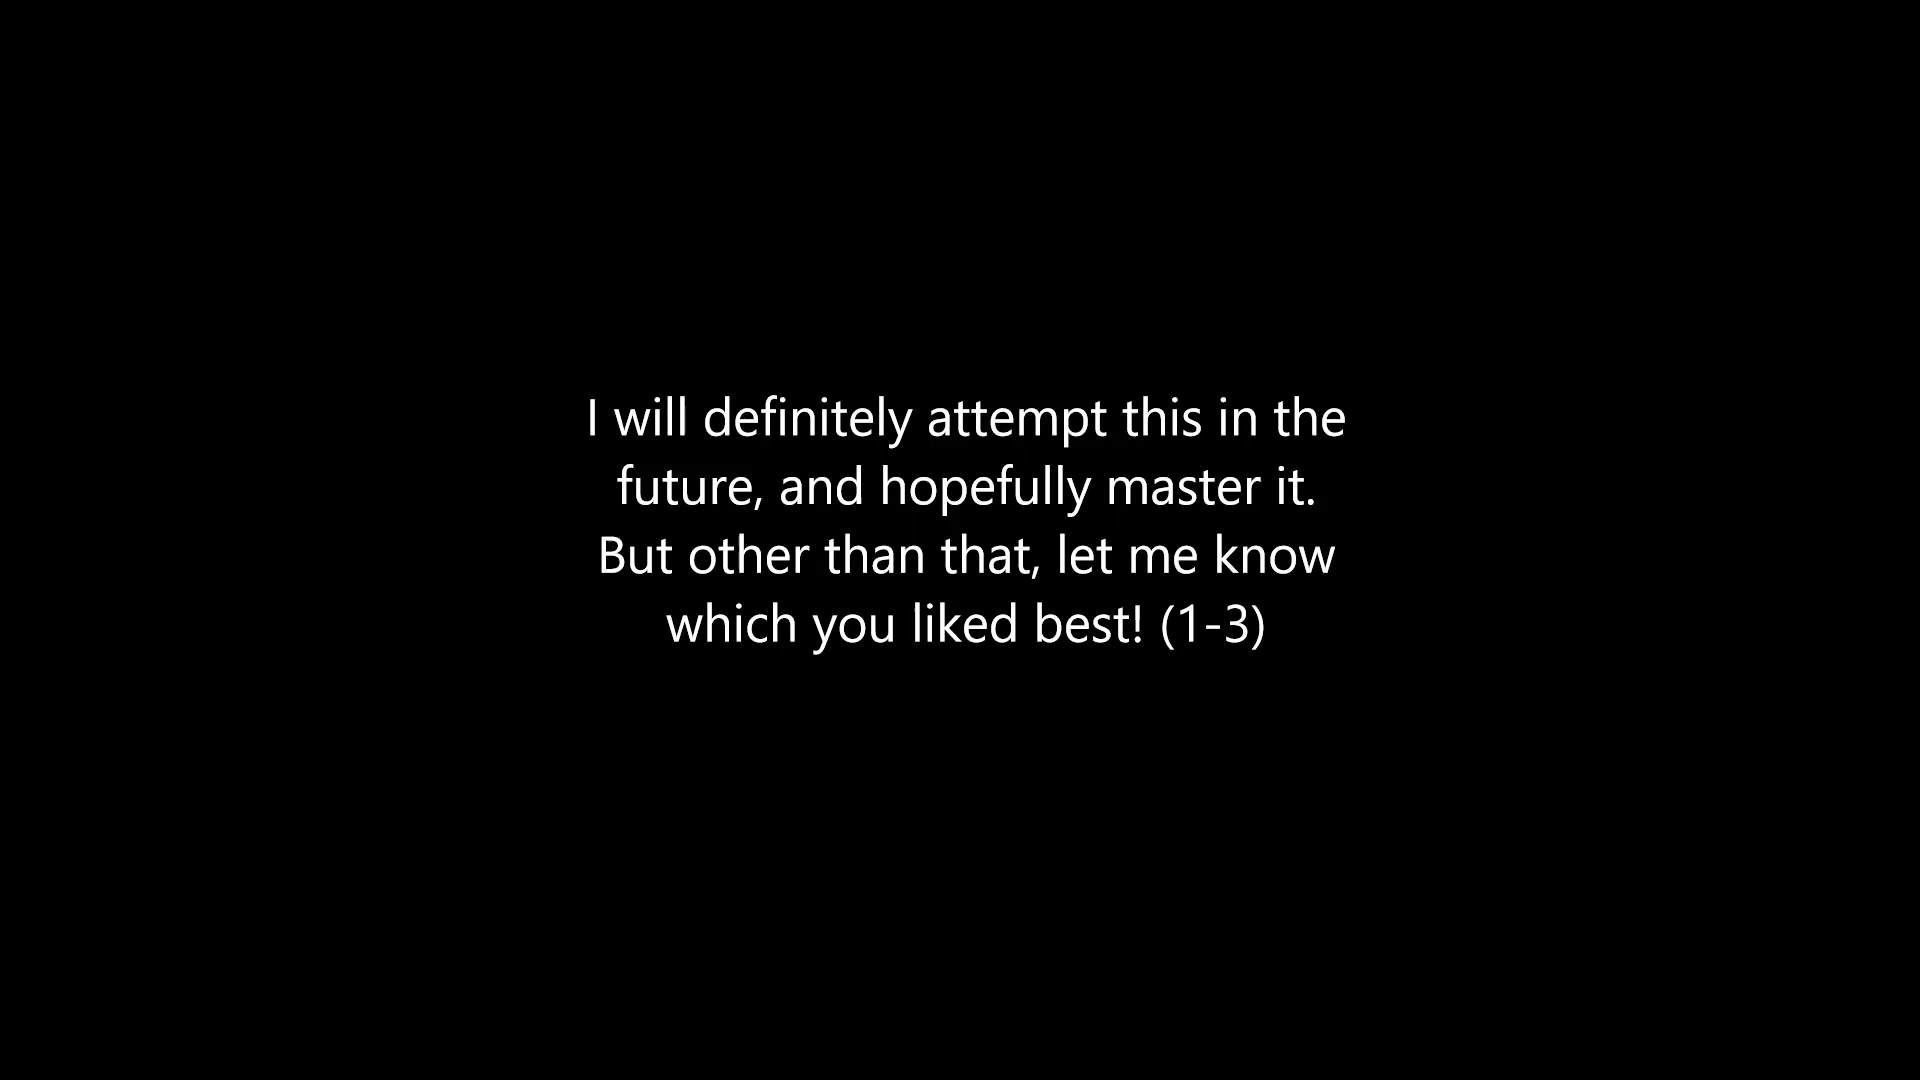 I will definitely attempt this in the
future, and hopefully master it.
But other than that, let me know
which you liked best! (1-3)